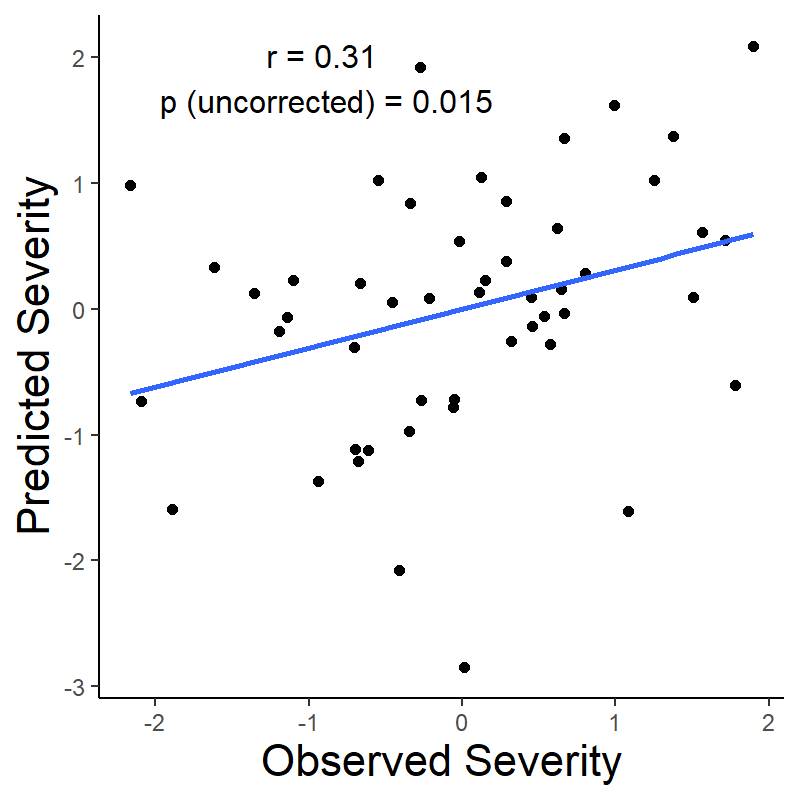 r = 0.31
p (uncorrected) = 0.015
2
1
0
-1
-2
-3
Predicted Severity
-2 -1 0 1 2
Observed Severity